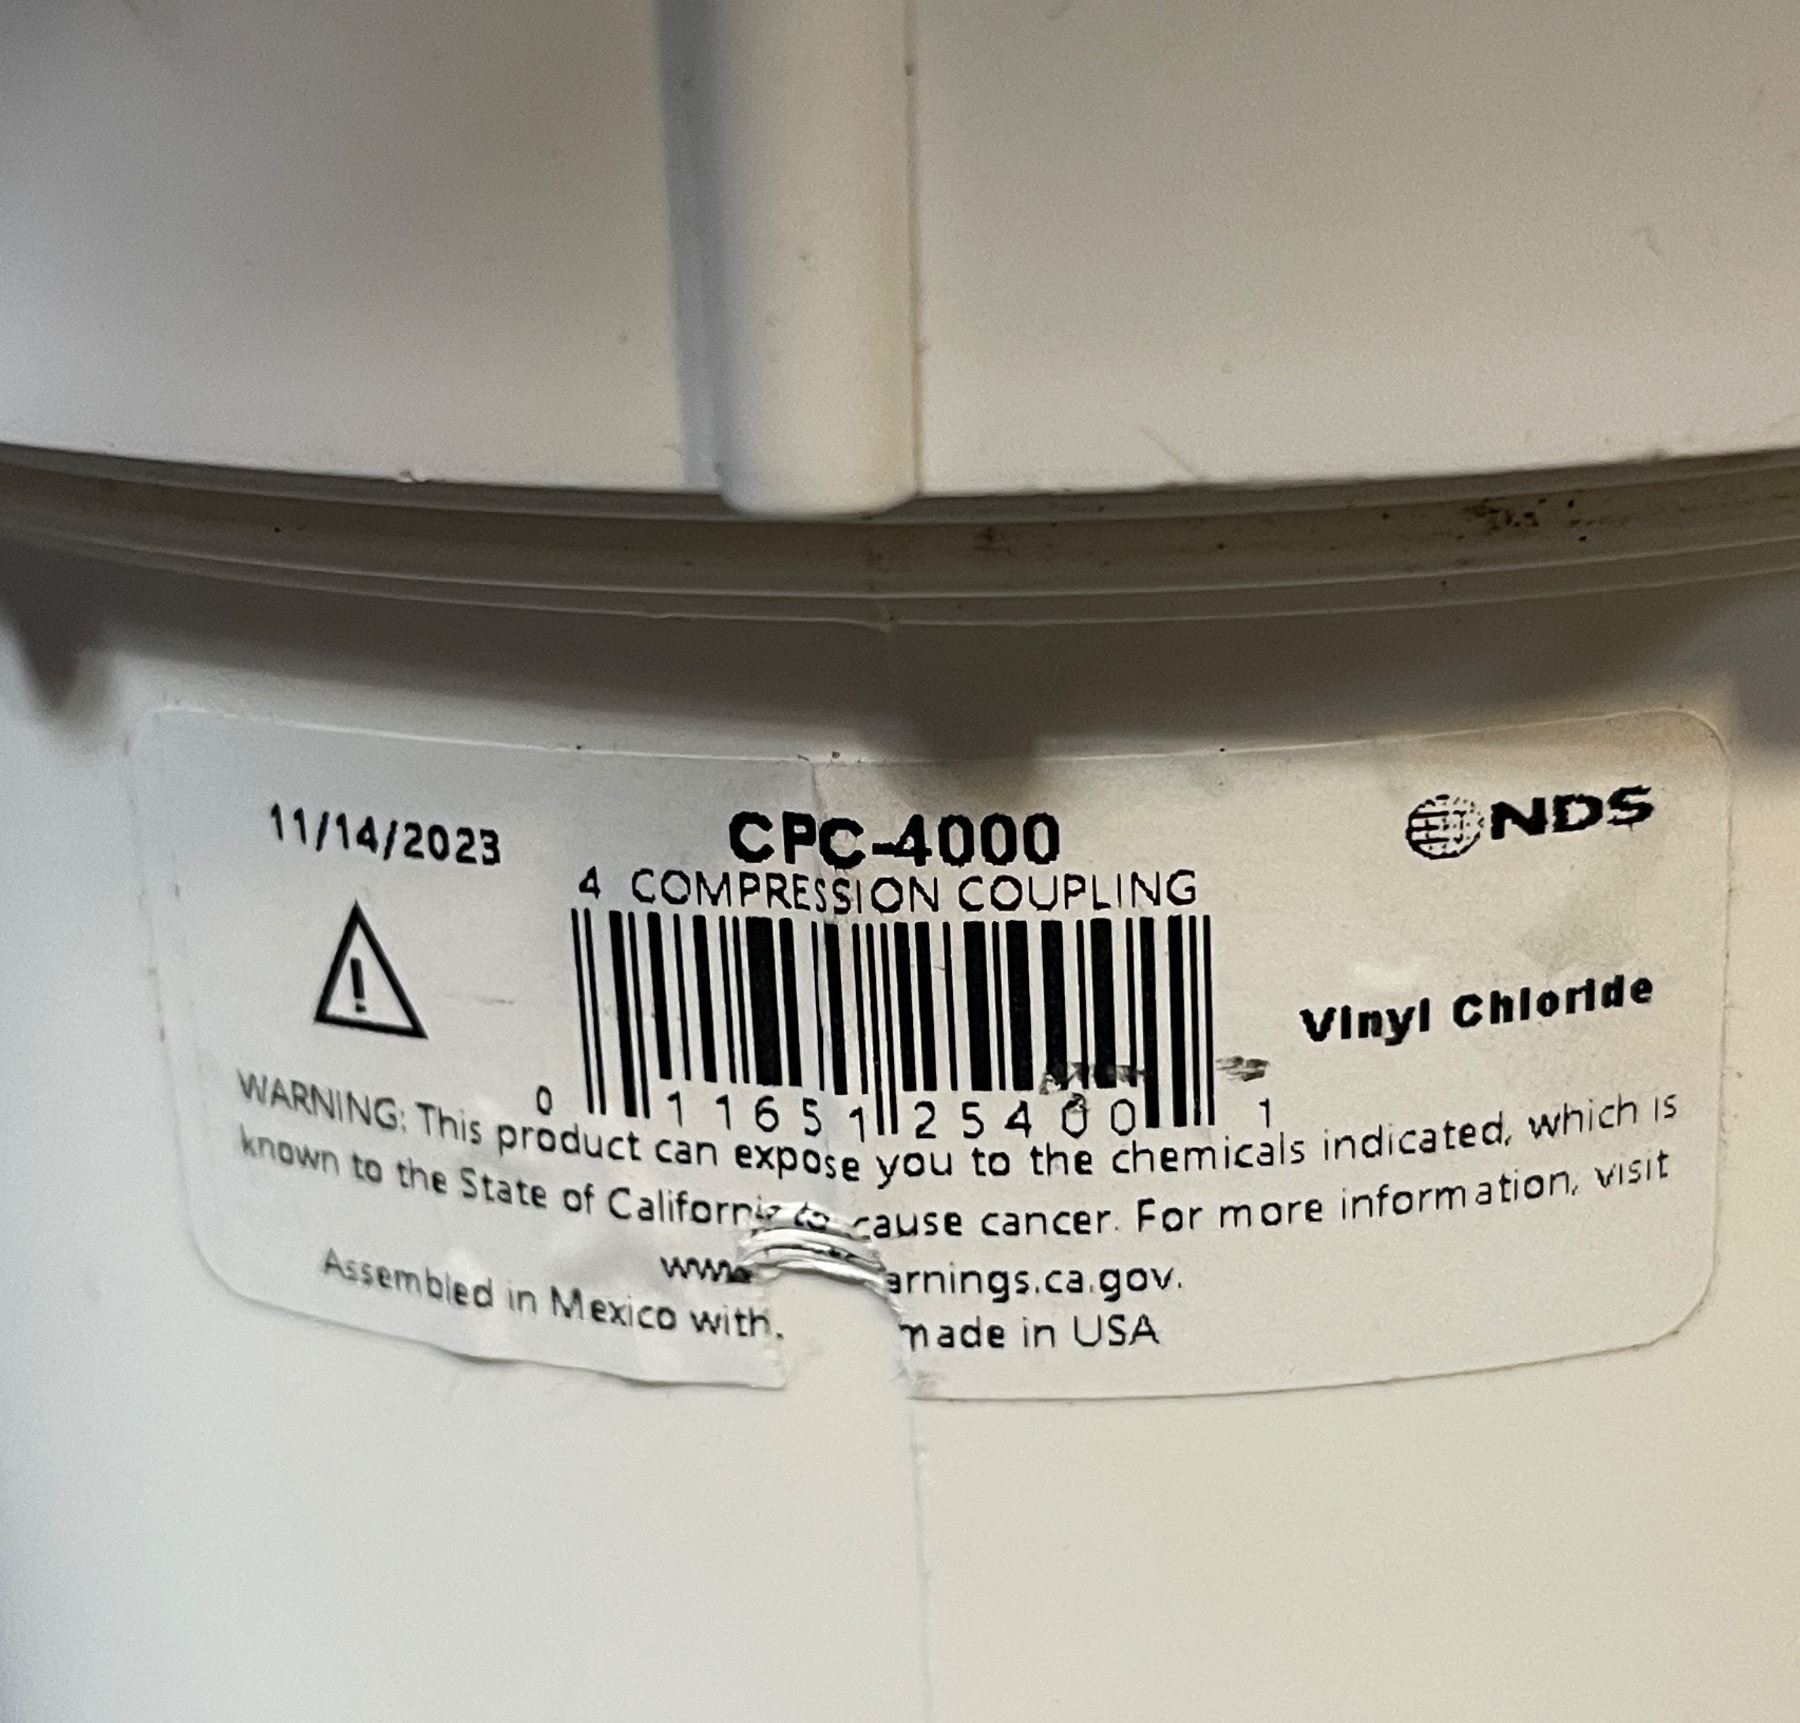 11/14/2023
CPC-4000
NDS
4 COMPRESSION COUPLING
!
Vinyl Chloride
0 11651 25400 1
WARNING: This product can expose you to the chemicals indicated, which is
known to the State of California to cause cancer. For more information, visit
arnings.ca.gov.
Assembled in Mexico with made in USA